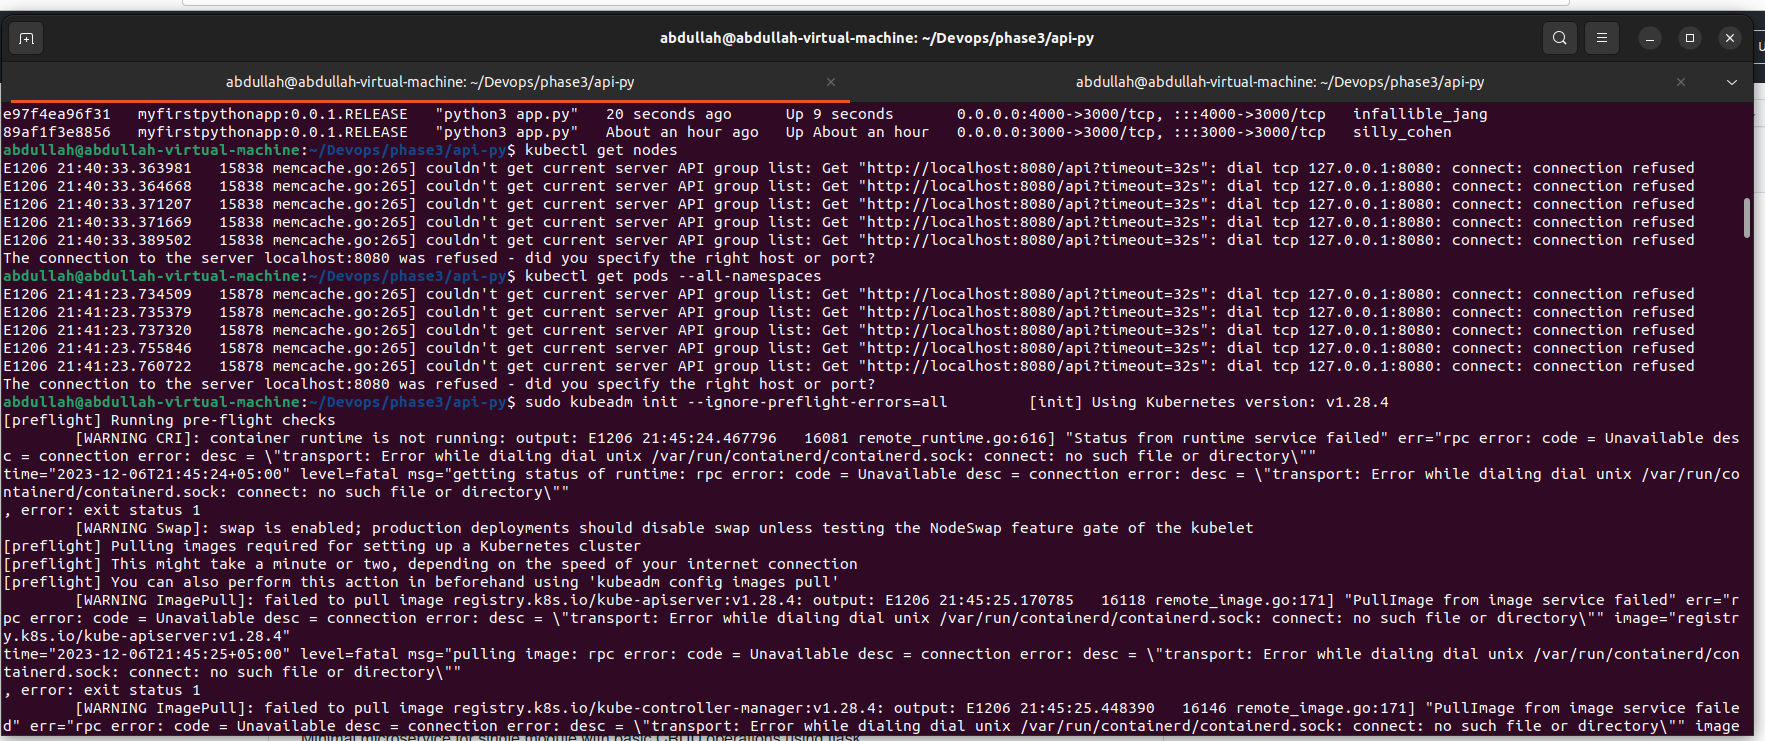 abdullah@abdullah-virtual-machine: ~/Devops/phase3/api-py
abdullah@abdullah-virtual-machine: ~/Devops/phase3/api-py
abdullah@abdullah-virtual-machine: ~/Devops/phase3/api-py
e97f4ea96f31   myfirstpythonapp:0.0.1.RELEASE   "python3 app.py"   20 seconds ago      Up 9 seconds       0.0.0.0:4000->3000/tcp, :::4000->3000/tcp   infallible_jang
89af1f3e8856   myfirstpythonapp:0.0.1.RELEASE   "python3 app.py"   About an hour ago   Up About an hour   0.0.0.0:3000->3000/tcp, :::3000->3000/tcp   silly_cohen
abdullah@abdullah-virtual-machine:~/Devops/phase3/api-py$ kubectl get nodes
E1206 21:40:33.363981   15838 memcache.go:265] couldn't get current server API group list: Get "http://localhost:8080/api?timeout=32s": dial tcp 127.0.0.1:8080: connect: connection refused
E1206 21:40:33.364668   15838 memcache.go:265] couldn't get current server API group list: Get "http://localhost:8080/api?timeout=32s": dial tcp 127.0.0.1:8080: connect: connection refused
E1206 21:40:33.371207   15838 memcache.go:265] couldn't get current server API group list: Get "http://localhost:8080/api?timeout=32s": dial tcp 127.0.0.1:8080: connect: connection refused
E1206 21:40:33.371669   15838 memcache.go:265] couldn't get current server API group list: Get "http://localhost:8080/api?timeout=32s": dial tcp 127.0.0.1:8080: connect: connection refused
E1206 21:40:33.389502   15838 memcache.go:265] couldn't get current server API group list: Get "http://localhost:8080/api?timeout=32s": dial tcp 127.0.0.1:8080: connect: connection refused
The connection to the server localhost:8080 was refused - did you specify the right host or port?
abdullah@abdullah-virtual-machine:~/Devops/phase3/api-py$ kubectl get pods --all-namespaces
E1206 21:41:23.734509   15878 memcache.go:265] couldn't get current server API group list: Get "http://localhost:8080/api?timeout=32s": dial tcp 127.0.0.1:8080: connect: connection refused
E1206 21:41:23.735379   15878 memcache.go:265] couldn't get current server API group list: Get "http://localhost:8080/api?timeout=32s": dial tcp 127.0.0.1:8080: connect: connection refused
E1206 21:41:23.737320   15878 memcache.go:265] couldn't get current server API group list: Get "http://localhost:8080/api?timeout=32s": dial tcp 127.0.0.1:8080: connect: connection refused
E1206 21:41:23.755846   15878 memcache.go:265] couldn't get current server API group list: Get "http://localhost:8080/api?timeout=32s": dial tcp 127.0.0.1:8080: connect: connection refused
E1206 21:41:23.760722   15878 memcache.go:265] couldn't get current server API group list: Get "http://localhost:8080/api?timeout=32s": dial tcp 127.0.0.1:8080: connect: connection refused
The connection to the server localhost:8080 was refused - did you specify the right host or port?
abdullah@abdullah-virtual-machine:~/Devops/phase3/api-py$ sudo kubeadm init --ignore-preflight-errors=all         [init] Using Kubernetes version: v1.28.4
[preflight] Running pre-flight checks
        [WARNING CRI]: container runtime is not running: output: E1206 21:45:24.467796   16081 remote_runtime.go:616] "Status from runtime service failed" err="rpc error: code = Unavailable des
c = connection error: desc = \"transport: Error while dialing dial unix /var/run/containerd/containerd.sock: connect: no such file or directory\""
time="2023-12-06T21:45:24+05:00" level=fatal msg="getting status of runtime: rpc error: code = Unavailable desc = connection error: desc = \"transport: Error while dialing dial unix /var/run/co
ntainerd/containerd.sock: connect: no such file or directory\""
, error: exit status 1
        [WARNING Swap]: swap is enabled; production deployments should disable swap unless testing the NodeSwap feature gate of the kubelet
[preflight] Pulling images required for setting up a Kubernetes cluster
[preflight] This might take a minute or two, depending on the speed of your internet connection
[preflight] You can also perform this action in beforehand using 'kubeadm config images pull'
        [WARNING ImagePull]: failed to pull image registry.k8s.io/kube-apiserver:v1.28.4: output: E1206 21:45:25.170785   16118 remote_image.go:171] "PullImage from image service failed" err="r
pc error: code = Unavailable desc = connection error: desc = \"transport: Error while dialing dial unix /var/run/containerd/containerd.sock: connect: no such file or directory\"" image="registr
y.k8s.io/kube-apiserver:v1.28.4"
time="2023-12-06T21:45:25+05:00" level=fatal msg="pulling image: rpc error: code = Unavailable desc = connection error: desc = \"transport: Error while dialing dial unix /var/run/containerd/con
tainerd.sock: connect: no such file or directory\""
, error: exit status 1
        [WARNING ImagePull]: failed to pull image registry.k8s.io/kube-controller-manager:v1.28.4: output: E1206 21:45:25.448390   16146 remote_image.go:171] "PullImage from image service faile
d" err="rpc error: code = Unavailable desc = connection error: desc = \"transport: Error while dialing dial unix /var/run/containerd/containerd.sock: connect: no such file or directory\"" image